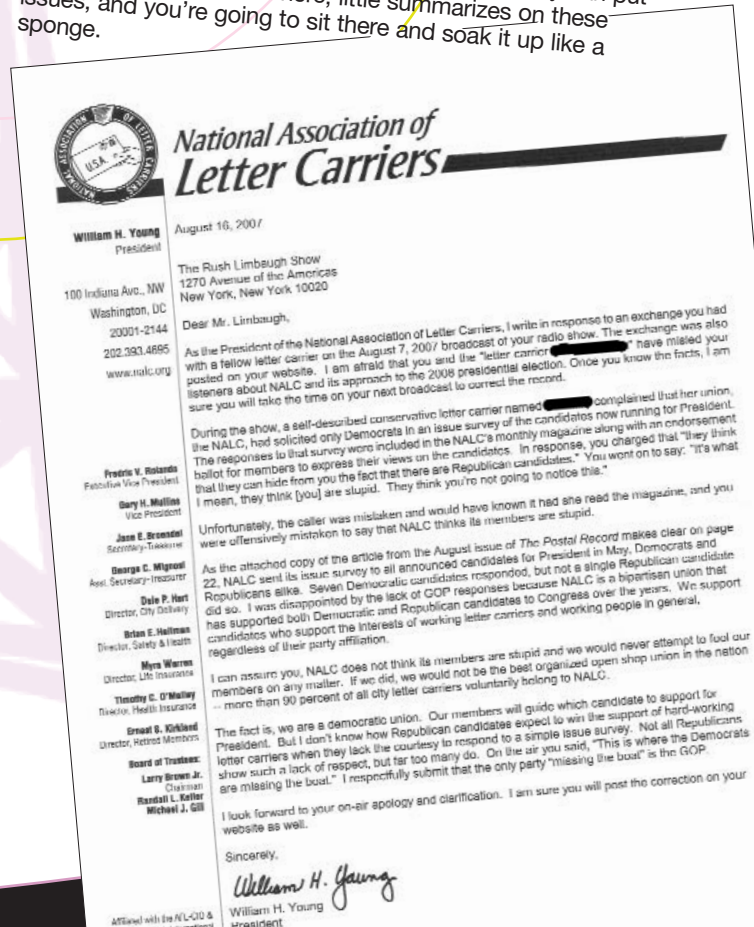 issues, and you're going to sit there and soak it up like a
sponge.
NATIONAL ASSOCIATION OF LETTER CARRIERS
U.S.A.
National Association of
Letter Carriers
William H. Young
President
100 Indiana Ave., NW
Washington, DC
20001-2144
202.393.4695
www.nalc.org
Fredric V. Rolando
Executive Vice President
Gary H. Mullins
Vice President
Jane E. Broendel
Secretary-Treasurer
George C. Mignosi
Asst. Secretary-Treasurer
Dale P. Hart
Director, City Delivery
Brian E. Hellman
Director, Safety & Health
Myra Warren
Director, Life Insurance
Timothy C. O'Malley
Director, Health Insurance
Ernest S. Kirkland
Director, Retired Members
Board of Trustees:
Larry Brown Jr.
Chairman
Randall L. Keller
Michael J. Gill
Affiliated with the AFL-CIO &
August 16, 2007
The Rush Limbaugh Show
1270 Avenue of the Americas
New York, New York 10020
Dear Mr. Limbaugh,
As the President of the National Association of Letter Carriers, I write in response to an exchange you had
with a fellow letter carrier on the August 7, 2007 broadcast of your radio show. The exchange was also
posted on your website. I am afraid that you and the "letter carrier " have misled your
listeners about NALC and its approach to the 2008 presidential election. Once you know the facts, I am
sure you will take the time on your next broadcast to correct the record.
During the show, a self-described conservative letter carrier named complained that her union,
the NALC, had solicited only Democrats in an issue survey of the candidates now running for President.
The responses to that survey were included in the NALC's monthly magazine along with an endorsement
ballot for members to express their views on the candidates. In response, you charged that "they think
that they can hide from you the fact that there are Republican candidates." You went on to say: "It's what
I mean, they think [you] are stupid. They think you're not going to notice this."
Unfortunately, the caller was mistaken and would have known it had she read the magazine, and you
were offensively mistaken to say that NALC thinks its members are stupid.
As the attached copy of the article from the August issue of The Postal Record makes clear on page
22, NALC sent its issue survey to all announced candidates for President in May, Democrats and
Republicans alike. Seven Democratic candidates responded, but not a single Republican candidate
did so. I was disappointed by the lack of GOP responses because NALC is a bipartisan union that
has supported both Democratic and Republican candidates to Congress over the years. We support
candidates who support the interests of working letter carriers and working people in general,
regardless of their party affiliation.
I can assure you, NALC does not think its members are stupid and we would never attempt to fool our
members on any matter. If we did, we would not be the best organized open shop union in the nation
-- more than 90 percent of all city letter carriers voluntarily belong to NALC.
The fact is, we are a democratic union. Our members will guide which candidate to support for
President. But I don't know how Republican candidates expect to win the support of hard-working
letter carriers when they lack the courtesy to respond to a simple issue survey. Not all Republicans
show such a lack of respect, but far too many do. On the air you said, "This is where the Democrats
are missing the boat." I respectfully submit that the only party "missing the boat" is the GOP.
I look forward to your on-air apology and clarification. I am sure you will post the correction on your
website as well.
Sincerely,
William H. Young
William H. Young
President